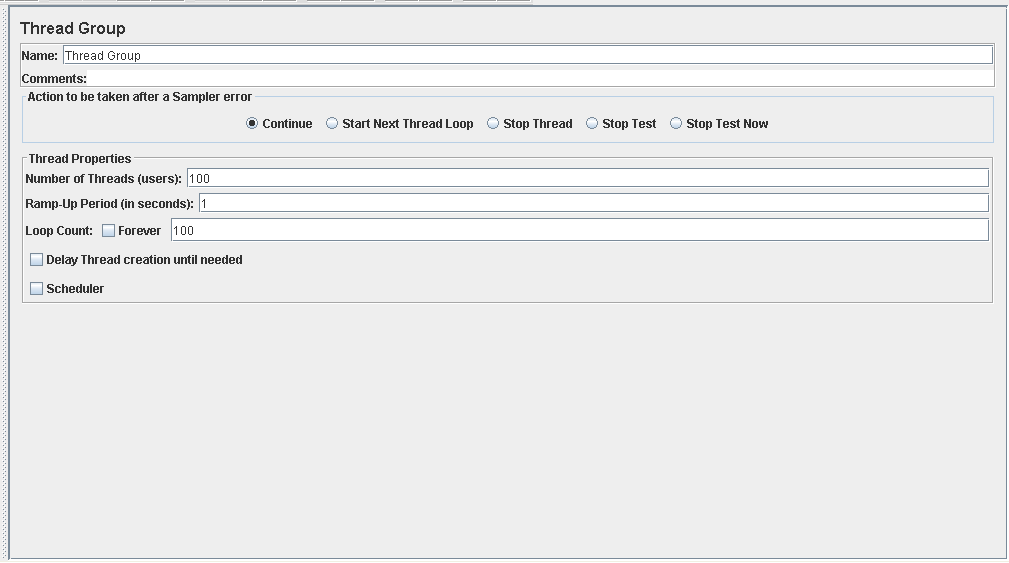 Thread Group
Name: Thread Group
Comments:
Action to be taken after a Sampler error
Continue Start Next Thread Loop Stop Thread Stop Test Stop Test Now
Thread Properties
Number of Threads (users): 100
Ramp-Up Period (in seconds): 1
Loop Count: Forever 100
Delay Thread creation until needed
Scheduler